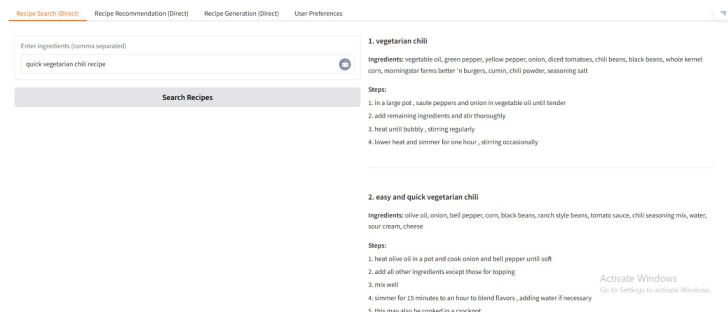 Recipe Search (Direct) Recipe Recommendation (Direct) Recipe Generation (Direct) User Preferences
Enter ingredients (comma separated)
quick vegetarian chili recipe
Search Recipes
1. vegetarian chili
Ingredients: vegetable oil, green pepper, yellow pepper, onion, diced tomatoes, chili beans, black beans, whole kernel
corn, morningstar farms better 'n burgers, cumin, chili powder, seasoning salt
Steps:
1. in a large pot , saute peppers and onion in vegetable oil until tender
2. add remaining ingredients and stir thoroughly
3. heat until bubbly , stirring regularly
4. lower heat and simmer for one hour , stirring occasionally
2. easy and quick vegetarian chili
Ingredients: olive oil, onion, bell pepper, corn, black beans, ranch style beans, tomato sauce, chili seasoning mix, water,
sour cream, cheese
Steps:
1. heat olive oil in a pot and cook onion and bell pepper until soft
2. add all other ingredients except those for topping
3. mix well
4. simmer for 15 minutes to an hour to blend flavors , adding water if necessary
5. this may also be cooked in a crockpot
Activate Windows
Go to Settings to activate Windows.